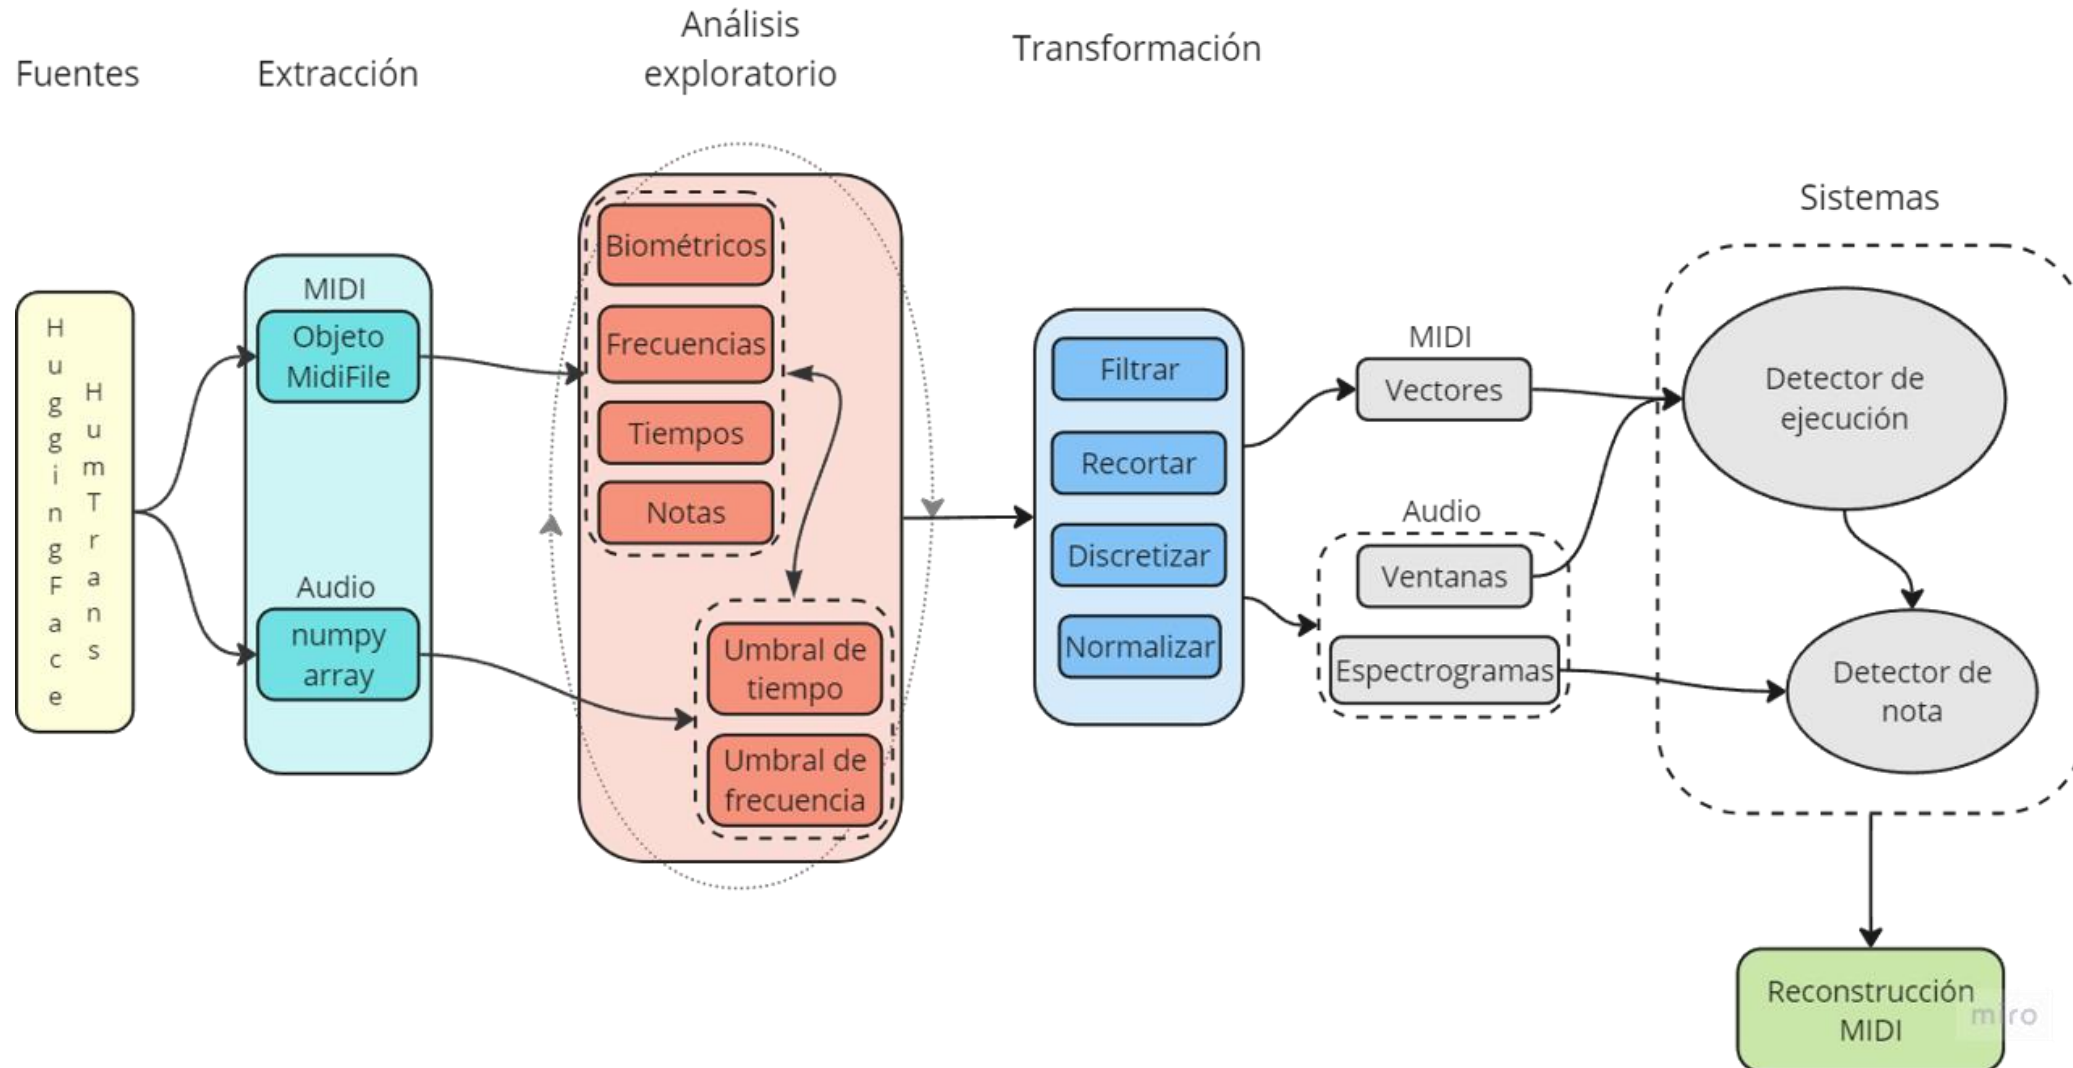 Fuentes
Extracción
Análisis
exploratorio
Transformación
Sistemas
HuggingFace
HumTrans
MIDI
Objeto
MidiFile
Audio
numpy
array
Biométricos
Frecuencias
Tiempos
Notas
Umbral de
tiempo
Umbral de
frecuencia
Filtrar
Recortar
Discretizar
Normalizar
MIDI
Vectores
Audio
Ventanas
Espectrogramas
Detector de
ejecución
Detector de
nota
Reconstrucción
MIDI
miro